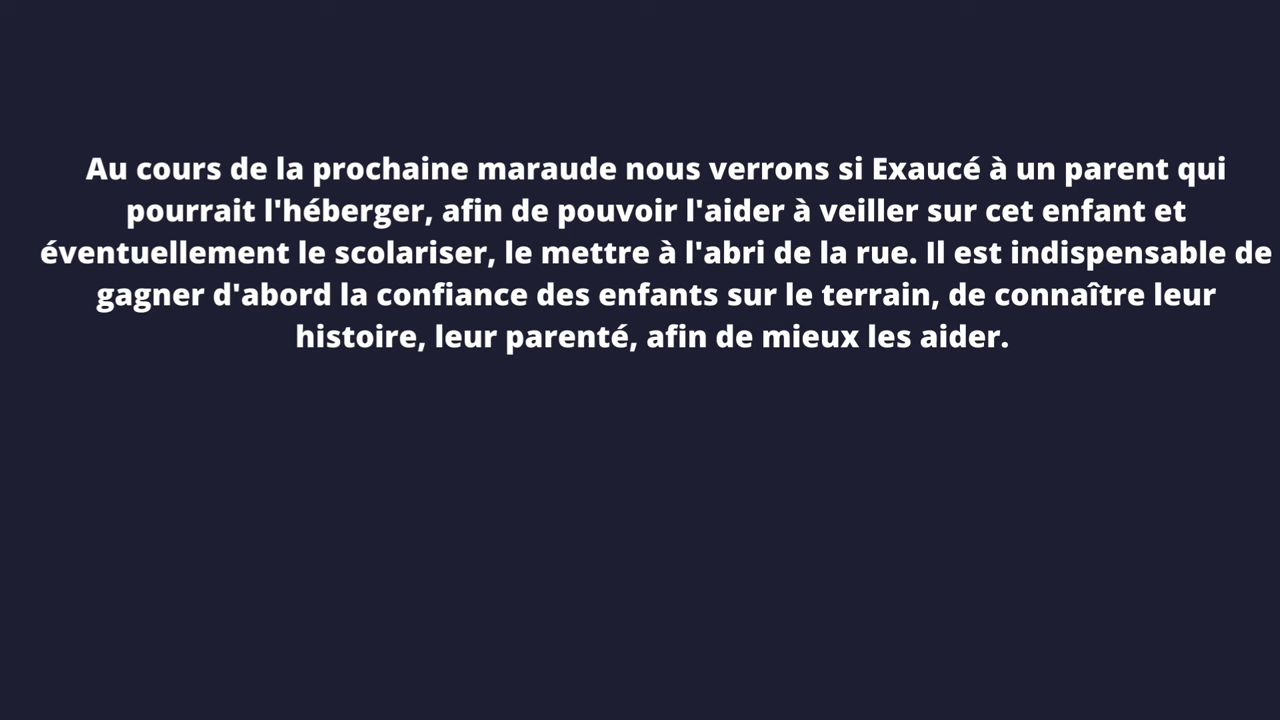 Au cours de la prochaine maraude nous verrons si Exaucé à un parent qui
pourrait l'héberger, afin de pouvoir l'aider à veiller sur cet enfant et
éventuellement le scolariser, le mettre à l'abri de la rue. Il est indispensable de
gagner d'abord la confiance des enfants sur le terrain, de connaître leur
histoire, leur parenté, afin de mieux les aider.